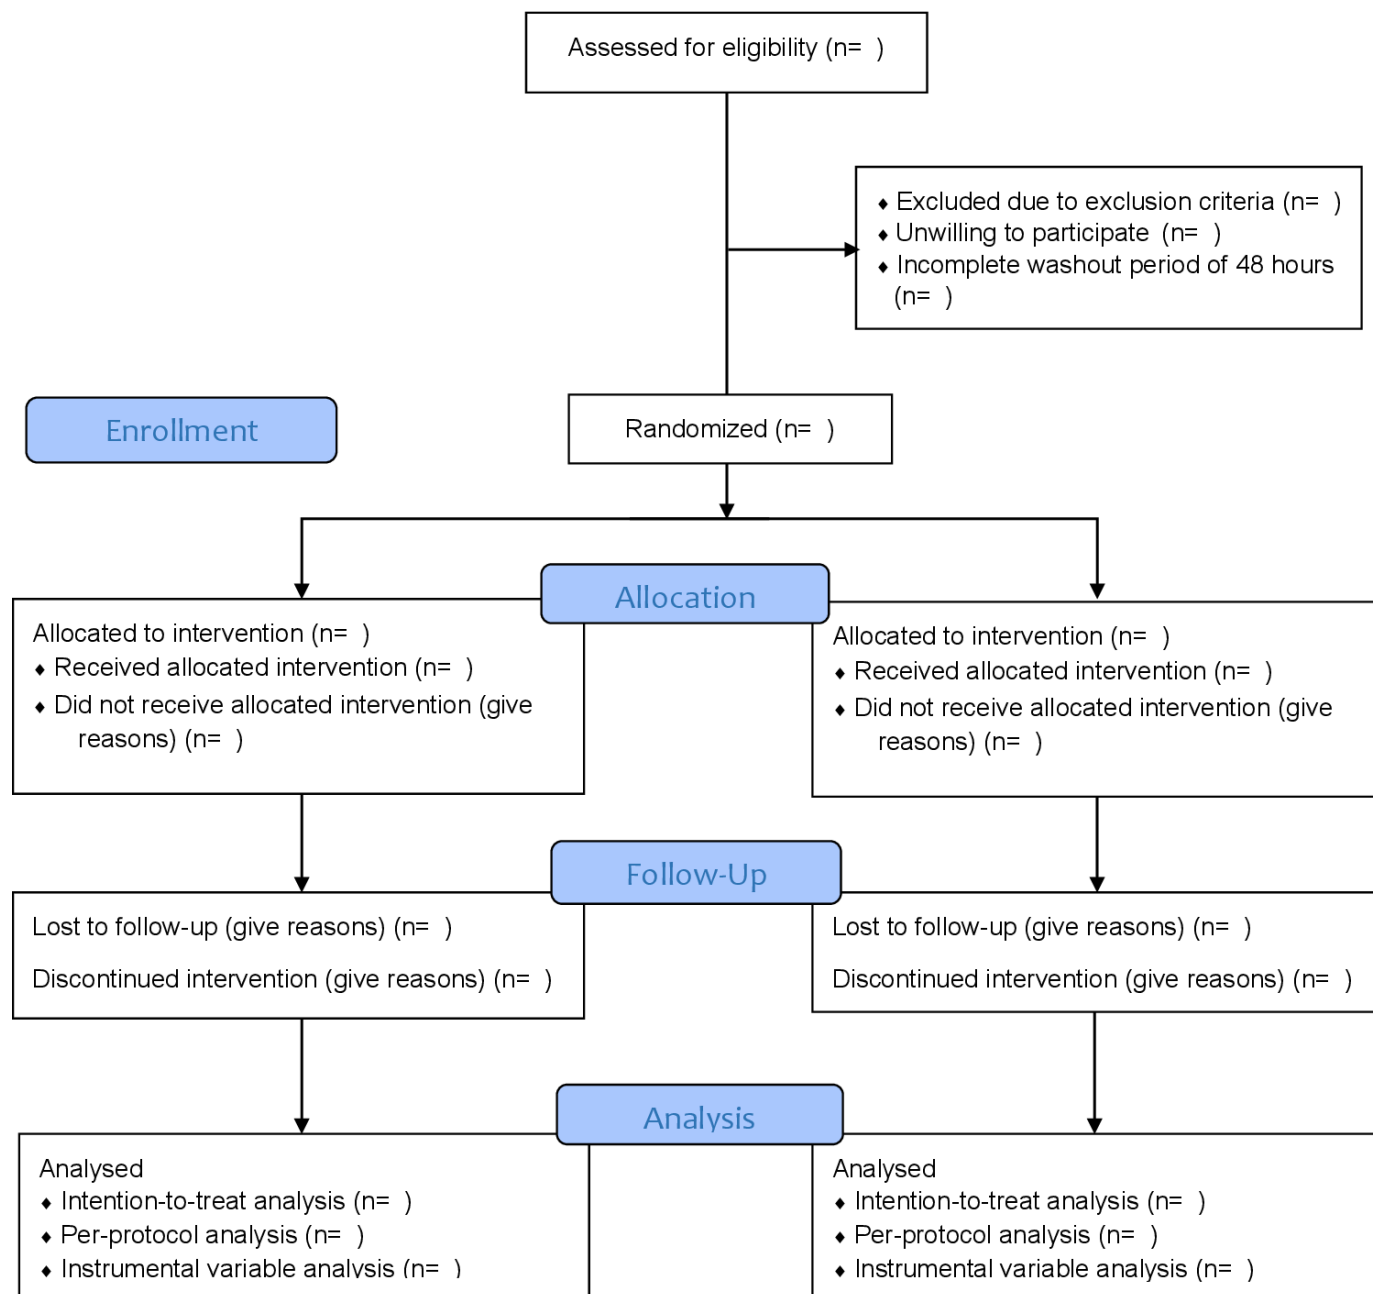 Assessed for eligibility (n=  )
♦ Excluded due to exclusion criteria (n=  )
♦ Unwilling to participate  (n=  )
♦ Incomplete washout period of 48 hours
(n=  )
Enrollment
Randomized (n=  )
Allocation
Allocated to intervention (n=  )
♦ Received allocated intervention (n=  )
♦ Did not receive allocated intervention (give
reasons) (n=  )
Allocated to intervention (n=  )
♦ Received allocated intervention (n=  )
♦ Did not receive allocated intervention (give
reasons) (n=  )
Follow-Up
Lost to follow-up (give reasons) (n=  )
Discontinued intervention (give reasons) (n=  )
Lost to follow-up (give reasons) (n=  )
Discontinued intervention (give reasons) (n=  )
Analysis
Analysed
♦ Intention-to-treat analysis (n=  )
♦ Per-protocol analysis (n=  )
♦ Instrumental variable analysis (n=  )
Analysed
♦ Intention-to-treat analysis (n=  )
♦ Per-protocol analysis (n=  )
♦ Instrumental variable analysis (n=  )